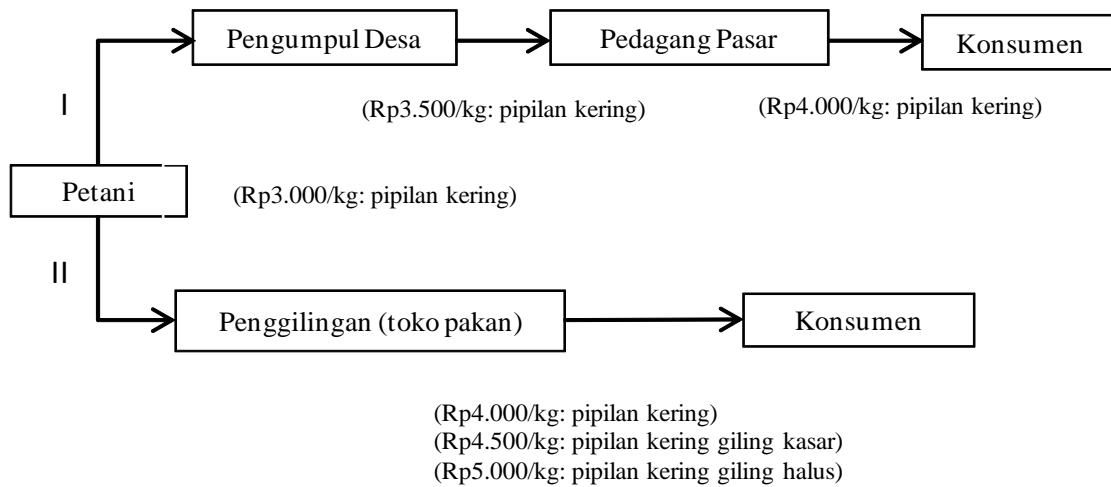 Pengumpul Desa
Pedagang Pasar
Konsumen
I
(Rp3.500/kg: pipilan kering)
(Rp4.000/kg: pipilan kering)
Petani
(Rp3.000/kg: pipilan kering)
II
Penggilingan (toko pakan)
Konsumen
(Rp4.000/kg: pipilan kering)
(Rp4.500/kg: pipilan kering giling kasar)
(Rp5.000/kg: pipilan kering giling halus)